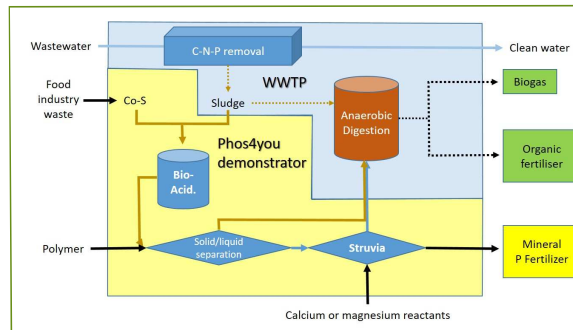 Wastewater
C-N-P removal
Clean water
WWTP
Food
industry
waste
Co-S
Sludge
Anaerobic
Digestion
Biogas
Phos4you
demonstrator
Organic
fertiliser
Bio-
Acid.
Polymer
Solid/liquid
separation
Struvia
Mineral
P Fertilizer
Calcium or magnesium reactants